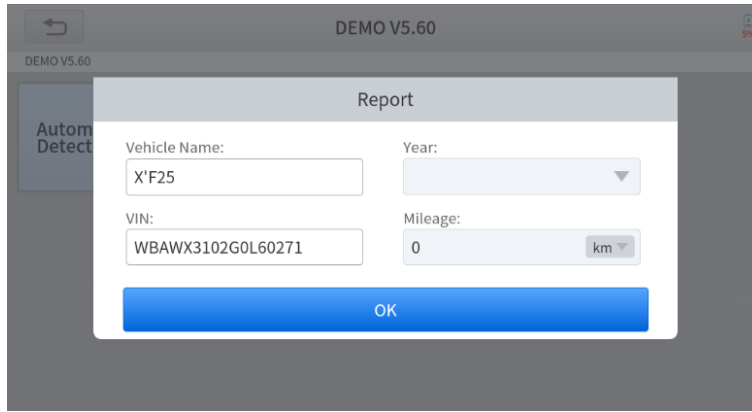 DEMO V5.60
5%
DEMO V5.60
Report
Autom
Detect
Vehicle Name:
Year:
X'F25
VIN:
Mileage:
WBAWX3102G0L60271
0
km
OK